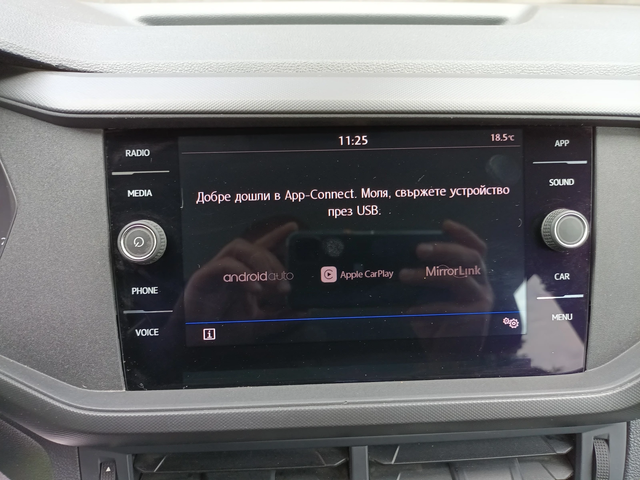 11:25
18.5°C
RADIO
APP
MEDIA
SOUND
Добре дошли в App-Connect. Моля, свържете устройство
през USB.
androidauto
Apple CarPlay
MirrorLink
PHONE
CAR
VOICE
MENU